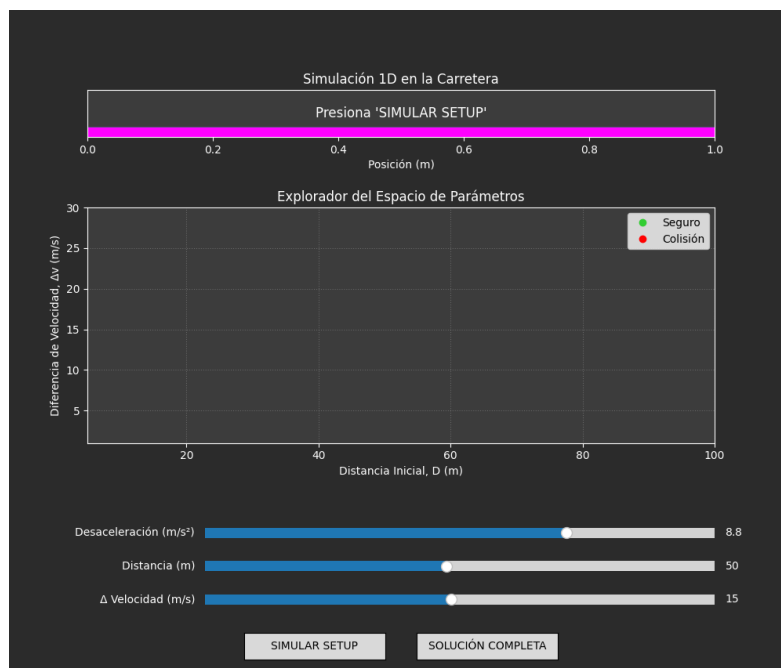 Simulación 1D en la Carretera
Presiona 'SIMULAR SETUP'
0.0 0.2 0.4 0.6 0.8 1.0
Posición (m)
Explorador del Espacio de Parámetros
30
25
20
15
10
5
Diferencia de Velocidad, Δv (m/s)
Seguro
Colisión
20 40 60 80 100
Distancia Inicial, D (m)
Desaceleración (m/s²) 8.8
Distancia (m) 50
Δ Velocidad (m/s) 15
SIMULAR SETUP SOLUCIÓN COMPLETA